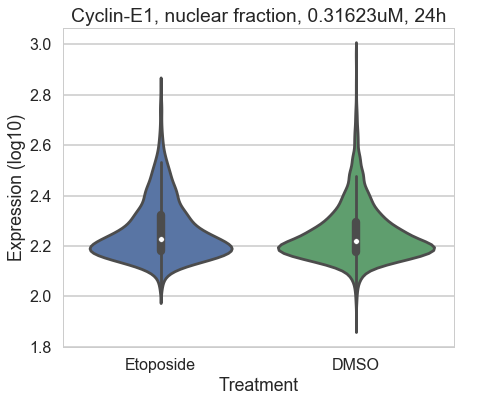 Cyclin-E1, nuclear fraction, 0.31623uM, 24h
Expression (log10)
3.0
2.8
2.6
2.4
2.2
2.0
1.8
Etoposide DMSO
Treatment